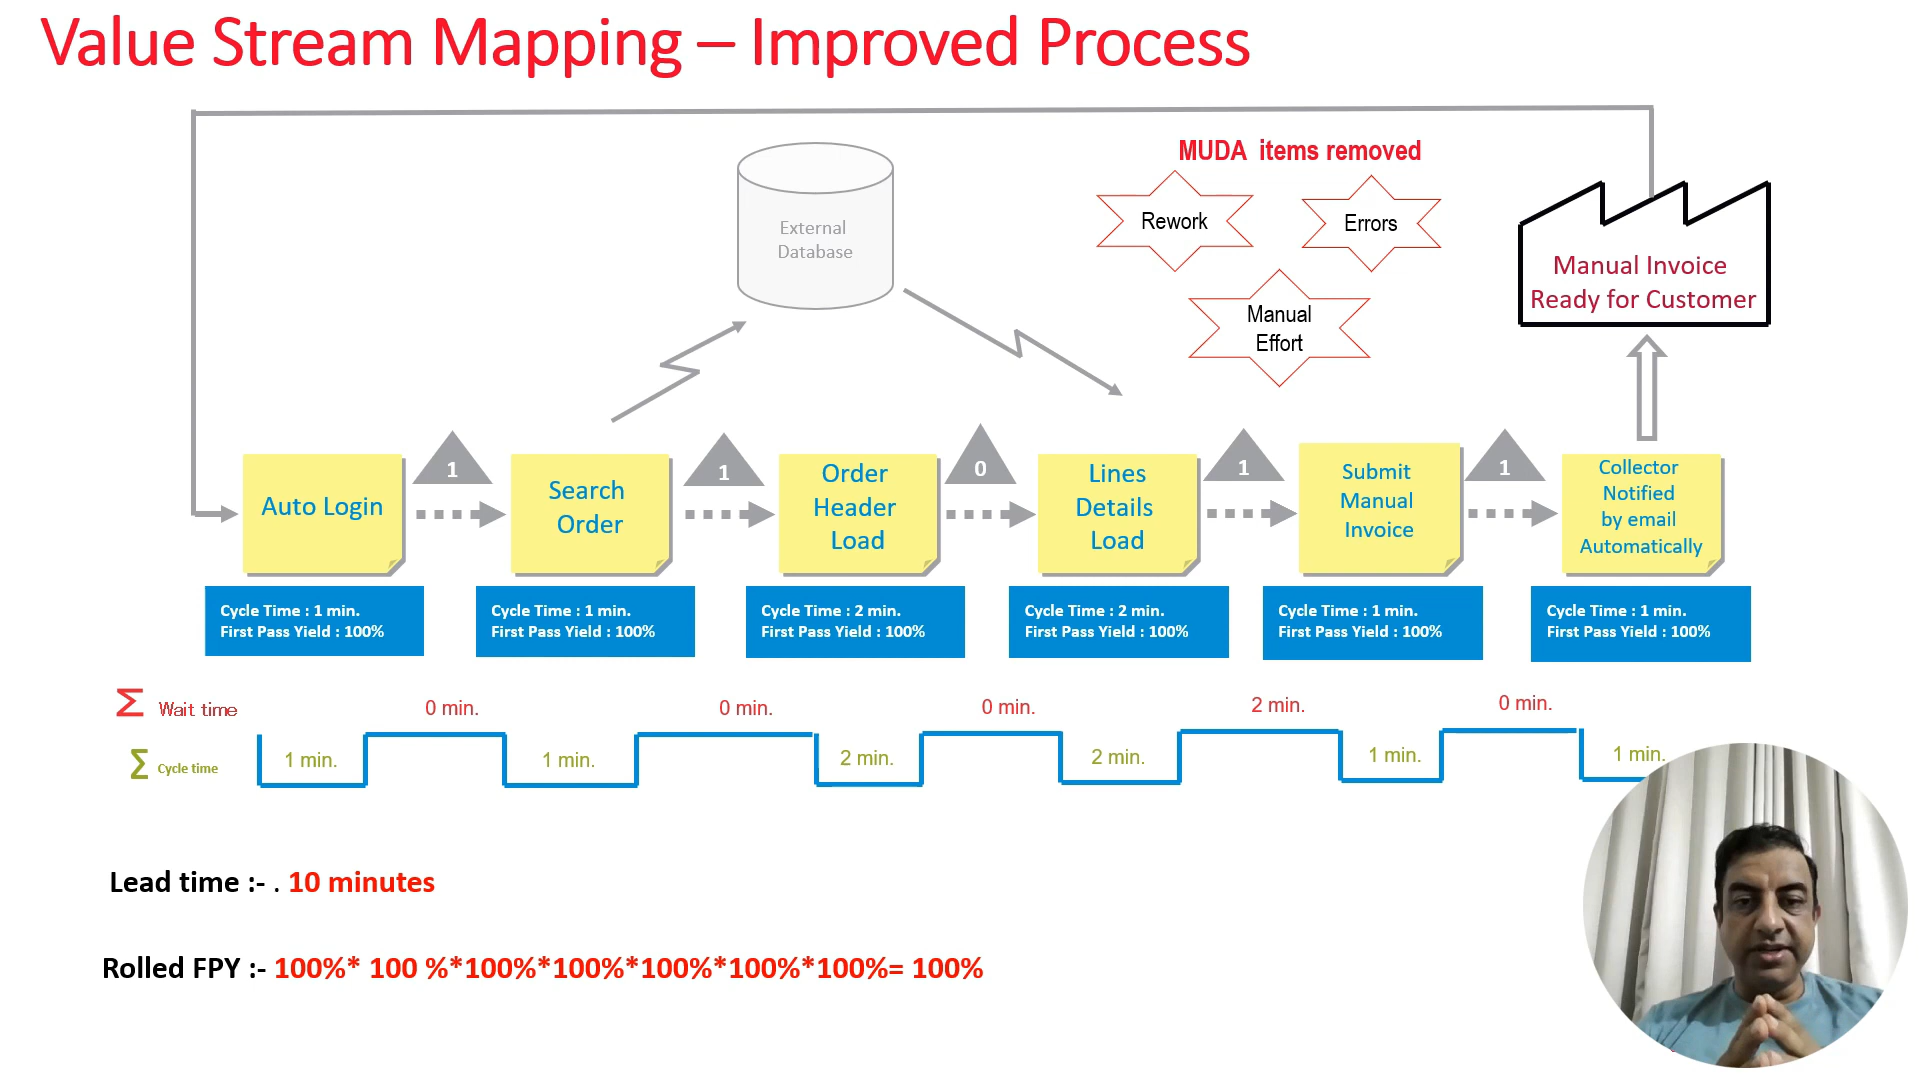 Value Stream Mapping – Improved Process
MUDA items removed
External
Database
Rework
Errors
Manual
Effort
Manual Invoice
Ready for Customer
Auto Login
1
Search
Order
1
Order
Header
Load
0
Lines
Details
Load
1
Submit
Manual
Invoice
1
Collector
Notified
by email
Automatically
Cycle Time : 1 min.
First Pass Yield : 100%
Cycle Time : 1 min.
First Pass Yield : 100%
Cycle Time : 2 min.
First Pass Yield : 100%
Cycle Time : 2 min.
First Pass Yield : 100%
Cycle Time : 1 min.
First Pass Yield : 100%
Cycle Time : 1 min.
First Pass Yield : 100%
Σ Wait time 0 min. 0 min. 0 min. 2 min. 0 min.
Σ Cycle time 1 min. 1 min. 2 min. 2 min. 1 min. 1 min.
Lead time :- . 10 minutes
Rolled FPY :- 100%* 100 %*100%*100%*100%*100%*100%= 100%